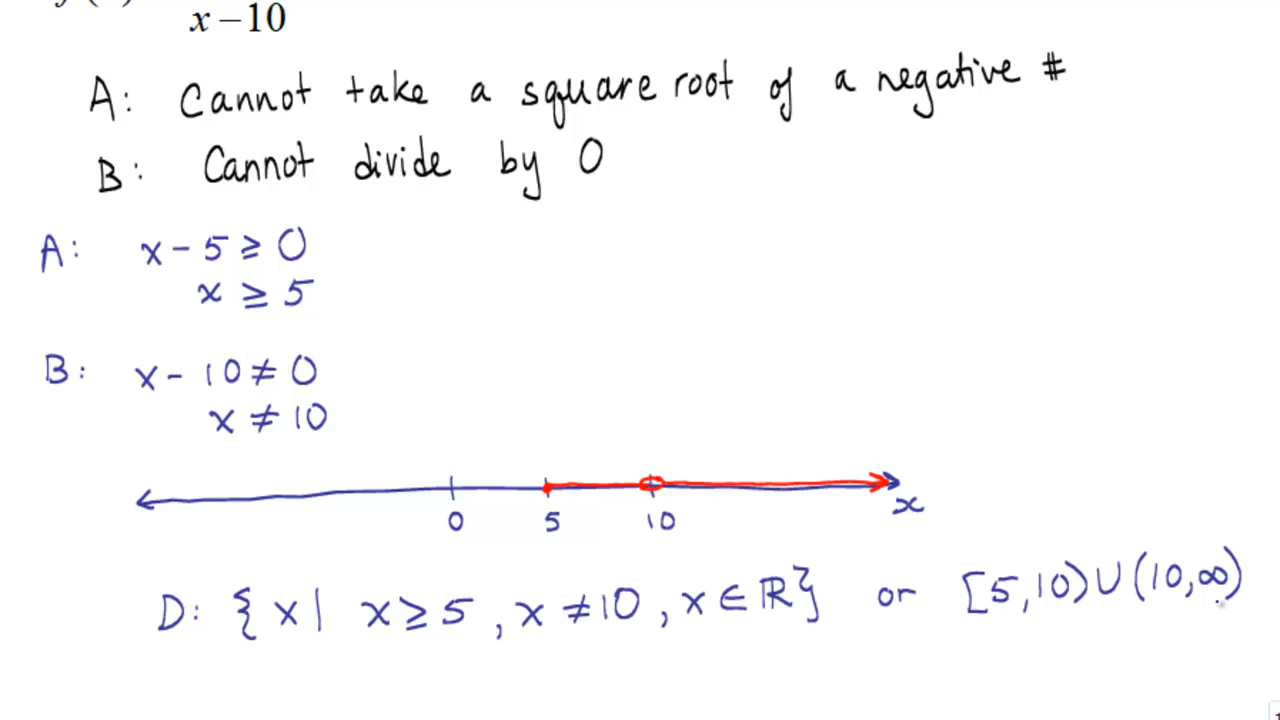 x − 10
A: Cannot take a square root of a negative #
B: Cannot divide by 0
A: x - 5 ≥ 0
x ≥ 5
B: x - 10 ≠ 0
x ≠ 10
0 5 10 x
D: { x | x ≥ 5 , x ≠ 10 , x ∈ ℝ } or [5,10) ∪ (10,∞)